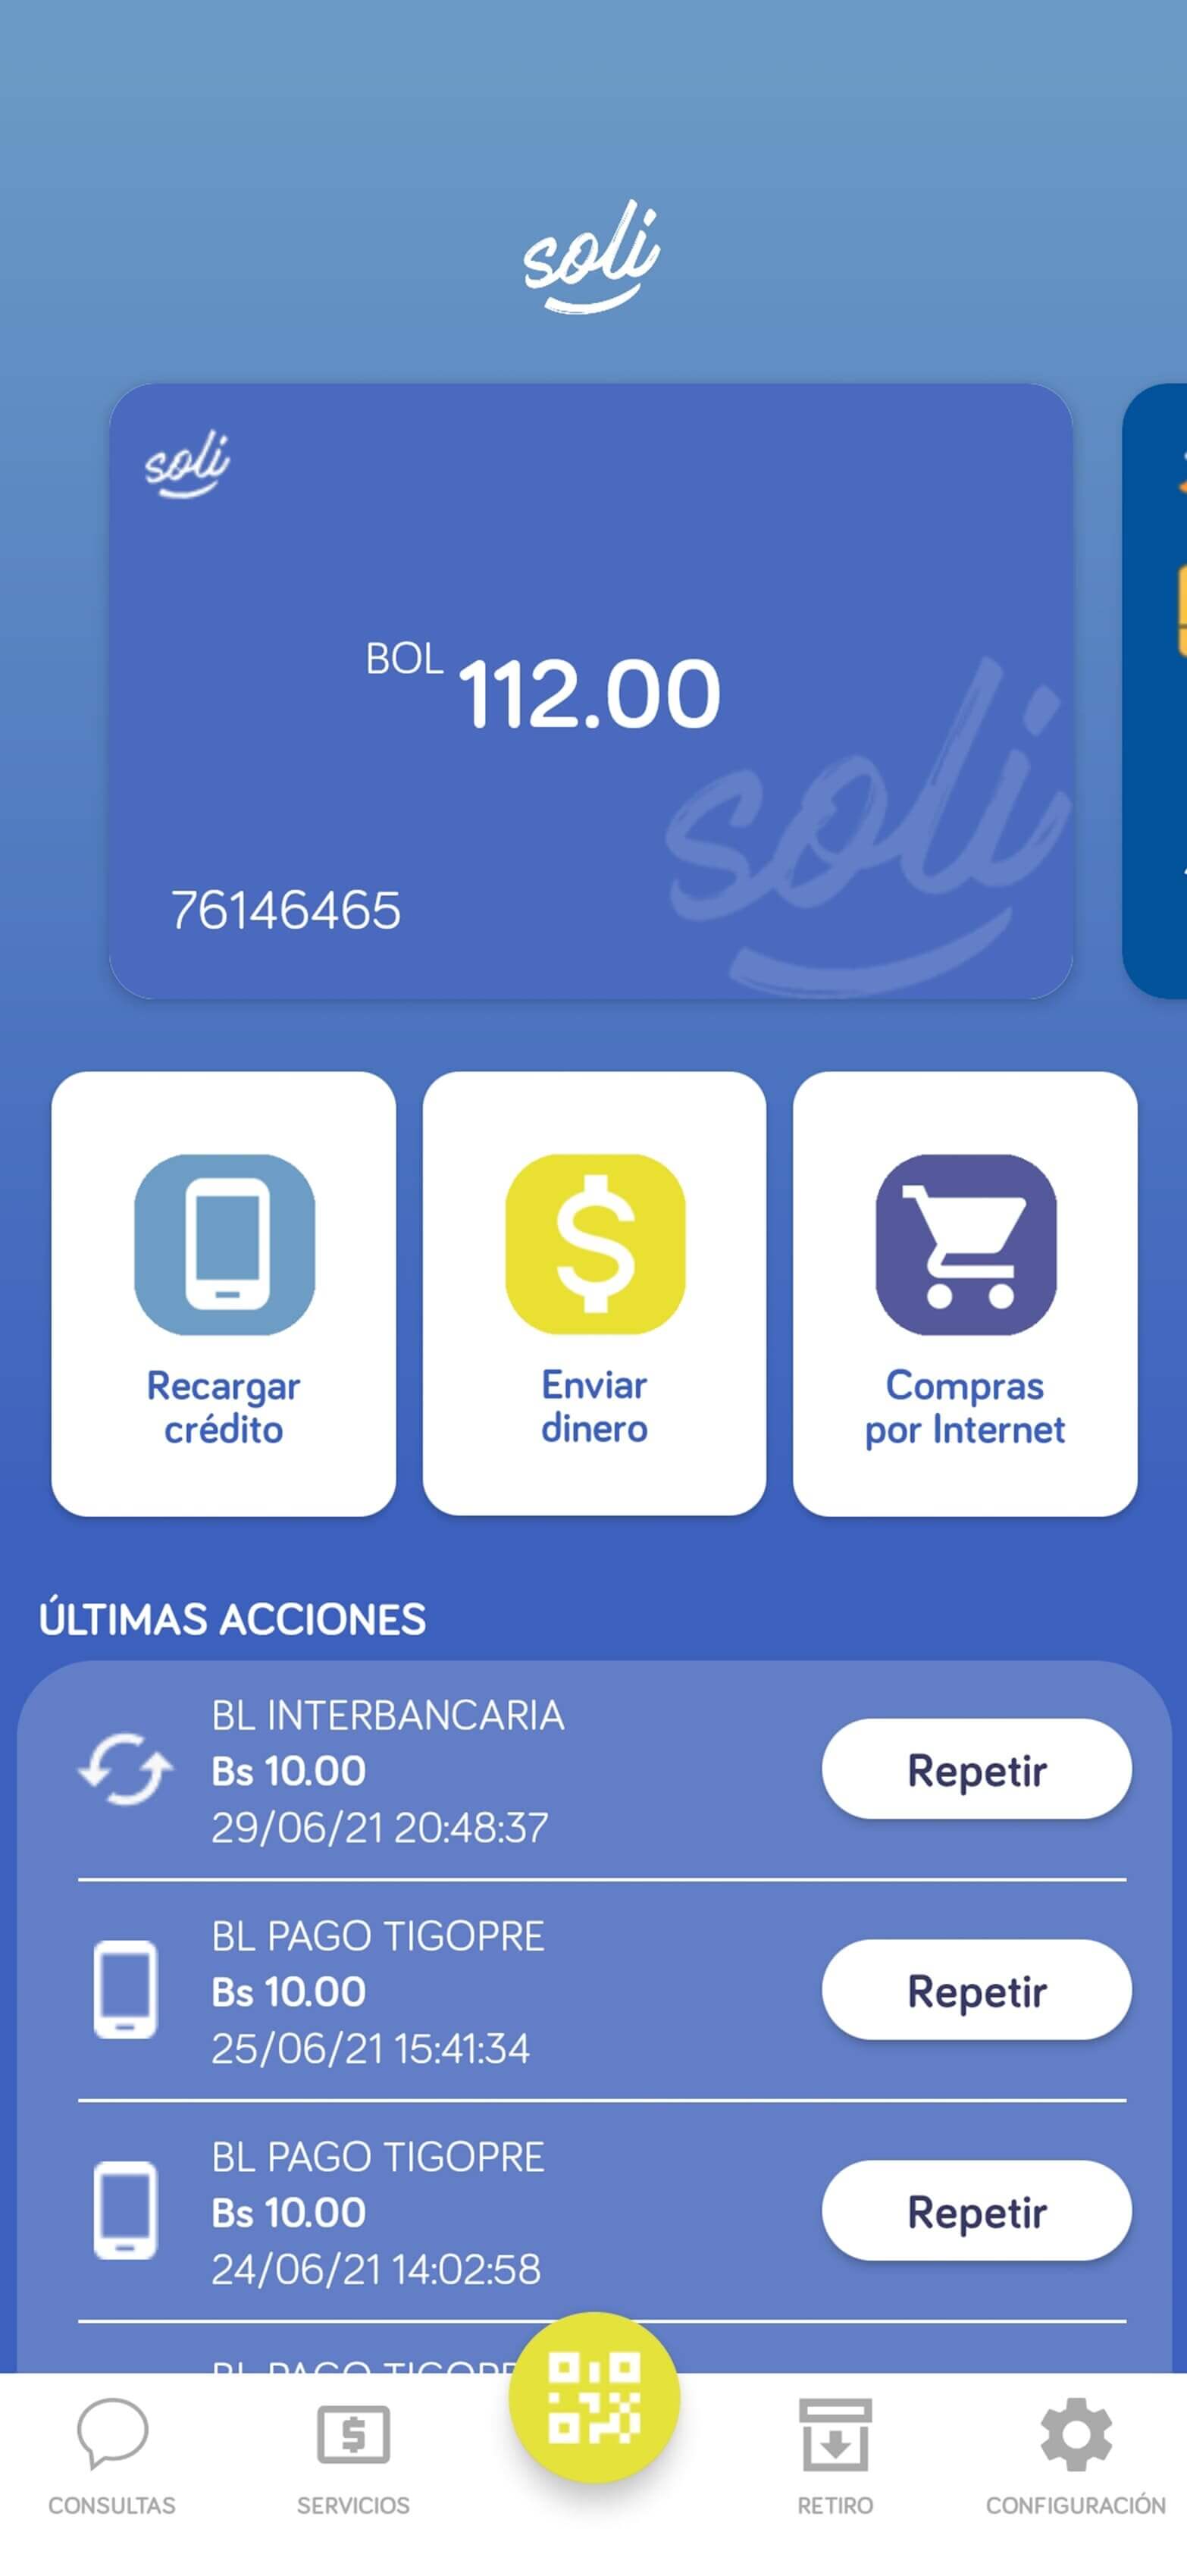 soli
soli
BOL 112.00
soli
76146465
Recargar
crédito
Enviar
dinero
Compras
por Internet
ÚLTIMAS ACCIONES
BL INTERBANCARIA
Bs 10.00
29/06/21 20:48:37
Repetir
BL PAGO TIGOPRE
Bs 10.00
25/06/21 15:41:34
Repetir
BL PAGO TIGOPRE
Bs 10.00
24/06/21 14:02:58
Repetir
CONSULTAS
SERVICIOS
RETIRO
CONFIGURACIÓN